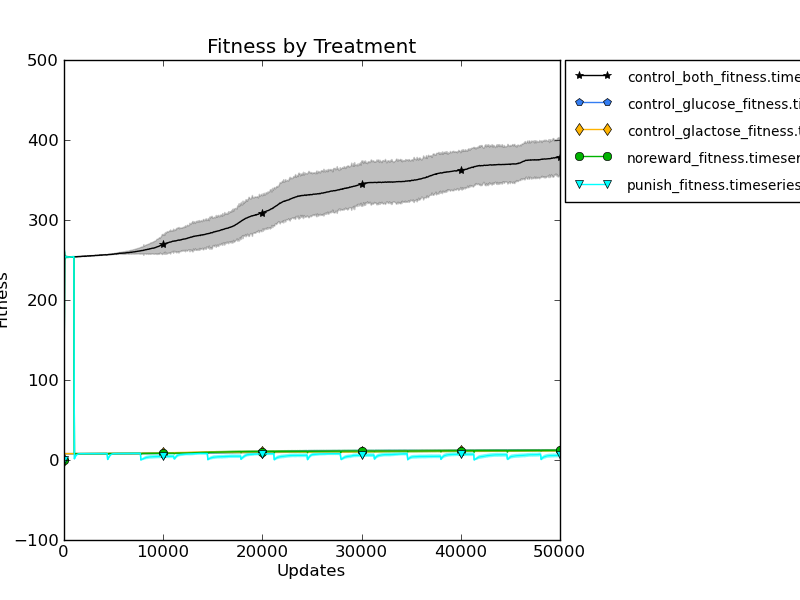 Fitness by Treatment
500
400
300
200
100
0
−100
0 10000 20000 30000 40000 50000
Updates
Fitness
control_both_fitness.time
control_glucose_fitness.ti
control_glactose_fitness.t
noreward_fitness.timeser
punish_fitness.timeseries